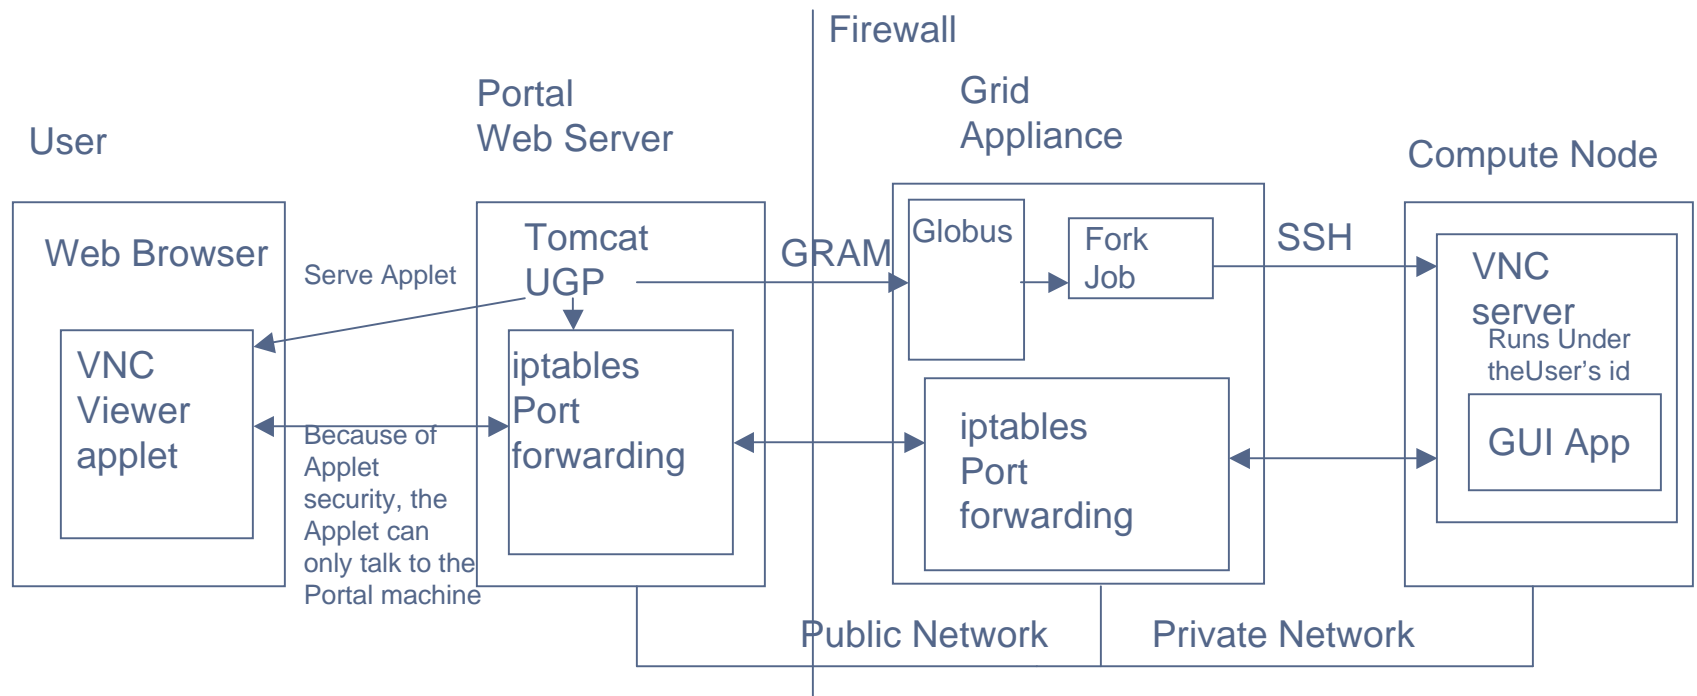 Firewall
User
Portal
Web Server
Grid
Appliance
Compute Node
Web Browser
VNC
Viewer
applet
Serve Applet
Because of
Applet
security, the
Applet can
only talk to the
Portal machine
Tomcat
UGP
iptables
Port
forwarding
GRAM
Globus
Fork
Job
iptables
Port
forwarding
SSH
VNC
server
Runs Under
theUser's id
GUI App
Public Network
Private Network